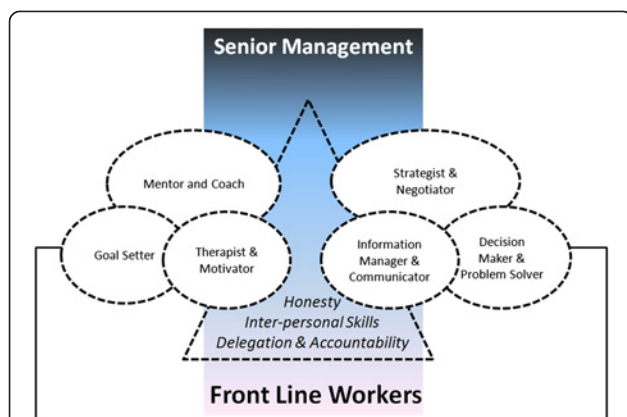 Senior Management
Mentor and Coach
Strategist &
Negotiator
Goal Setter
Therapist &
Motivator
Information
Manager &
Communicator
Decision
Maker &
Problem Solver
Honesty
Inter-personal Skills
Delegation & Accountability
Front Line Workers